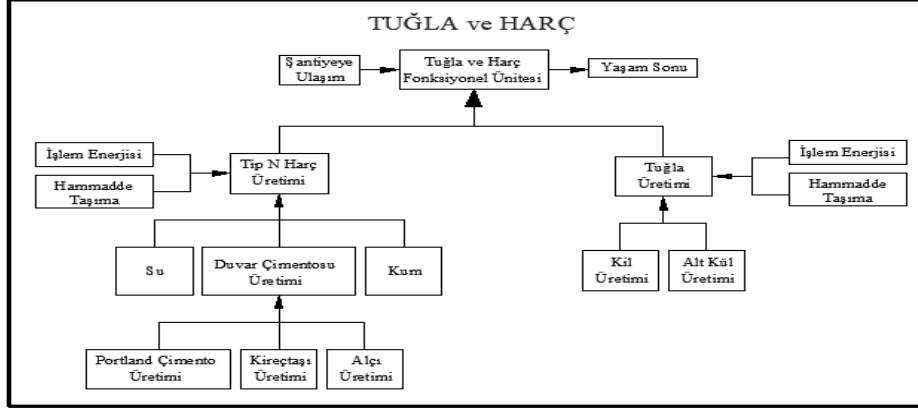 TUĞLA ve HARÇ
Şantiyeye
Ulaşım
Tuğla ve Harç
Fonksiyonel Ünitesi
Yaşam Sonu
İşlem Enerjisi
Hammadde
Taşıma
Tip N Harç
Üretimi
Tuğla
Üretimi
İşlem Enerjisi
Hammadde
Taşıma
Su
Duvar Çimentosu
Üretimi
Kum
Kil
Üretimi
Alt Kül
Üretimi
Portland Çimento
Üretimi
Kireçtaşı
Üretimi
Alçı
Üretimi